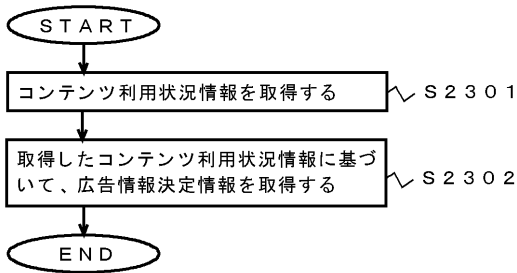 ＳＴＡＲＴ
コンテンツ利用状況情報を取得する
Ｓ２３０１
取得したコンテンツ利用状況情報に基づ
いて、広告情報決定情報を取得する
Ｓ２３０２
ＥＮＤ